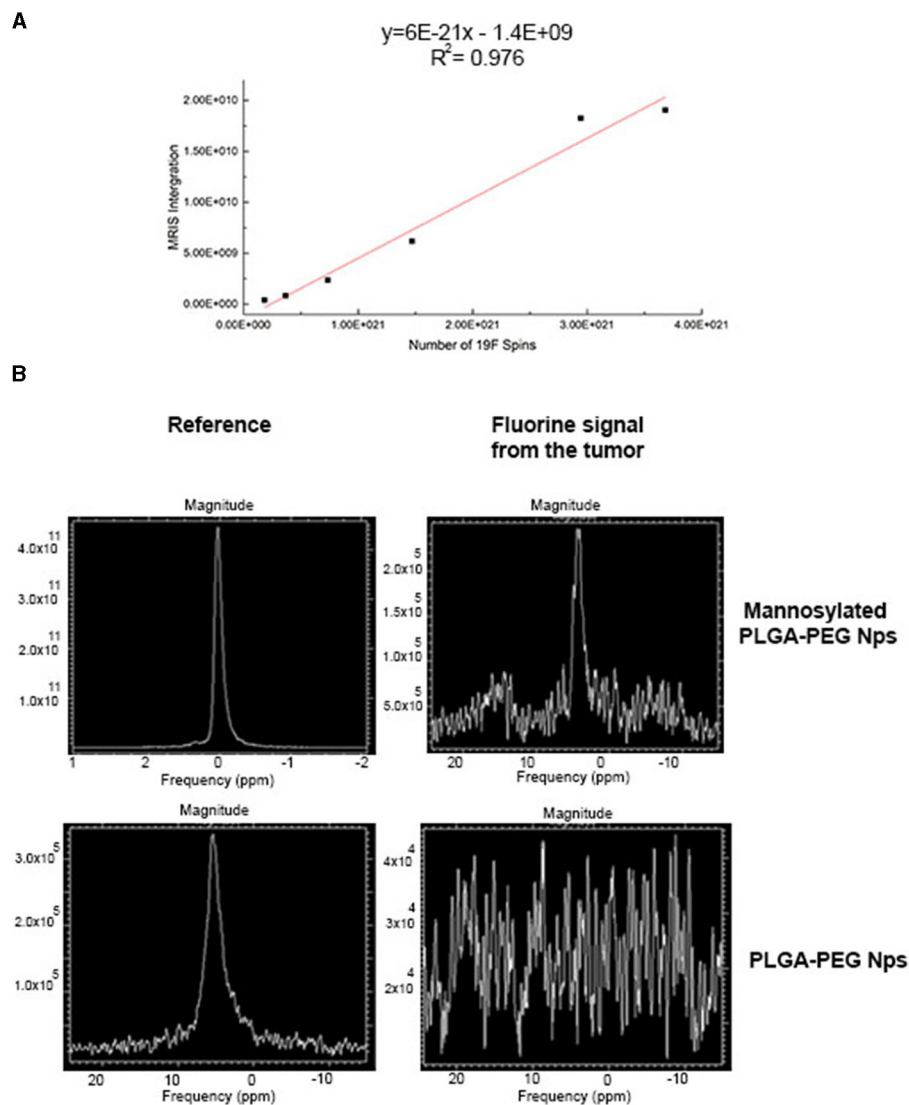 A
y=6E-21x - 1.4E+09
R²= 0.976
2.00E+010
1.50E+010
1.00E+010
5.00E+009
0.00E+000
MRIS Intergration
0.00E+000 1.00E+021 2.00E+021 3.00E+021 4.00E+021
Number of 19F Spins
B
Reference
Fluorine signal
from the tumor
Magnitude
4.0x10¹¹
3.0x10¹¹
2.0x10¹¹
1.0x10¹¹
1 2 0 -1 -2
Frequency (ppm)
Magnitude
2.0x10⁵
1.5x10⁵
1.0x10⁵
5.0x10⁵
20 10 0 -10
Frequency (ppm)
Mannosylated
PLGA-PEG Nps
Magnitude
3.0x10⁵
2.0x10⁵
1.0x10⁵
20 10 0 -10
Frequency (ppm)
Magnitude
4x10⁴
3x10⁴
2x10⁴
20 10 0 -10
Frequency (ppm)
PLGA-PEG Nps